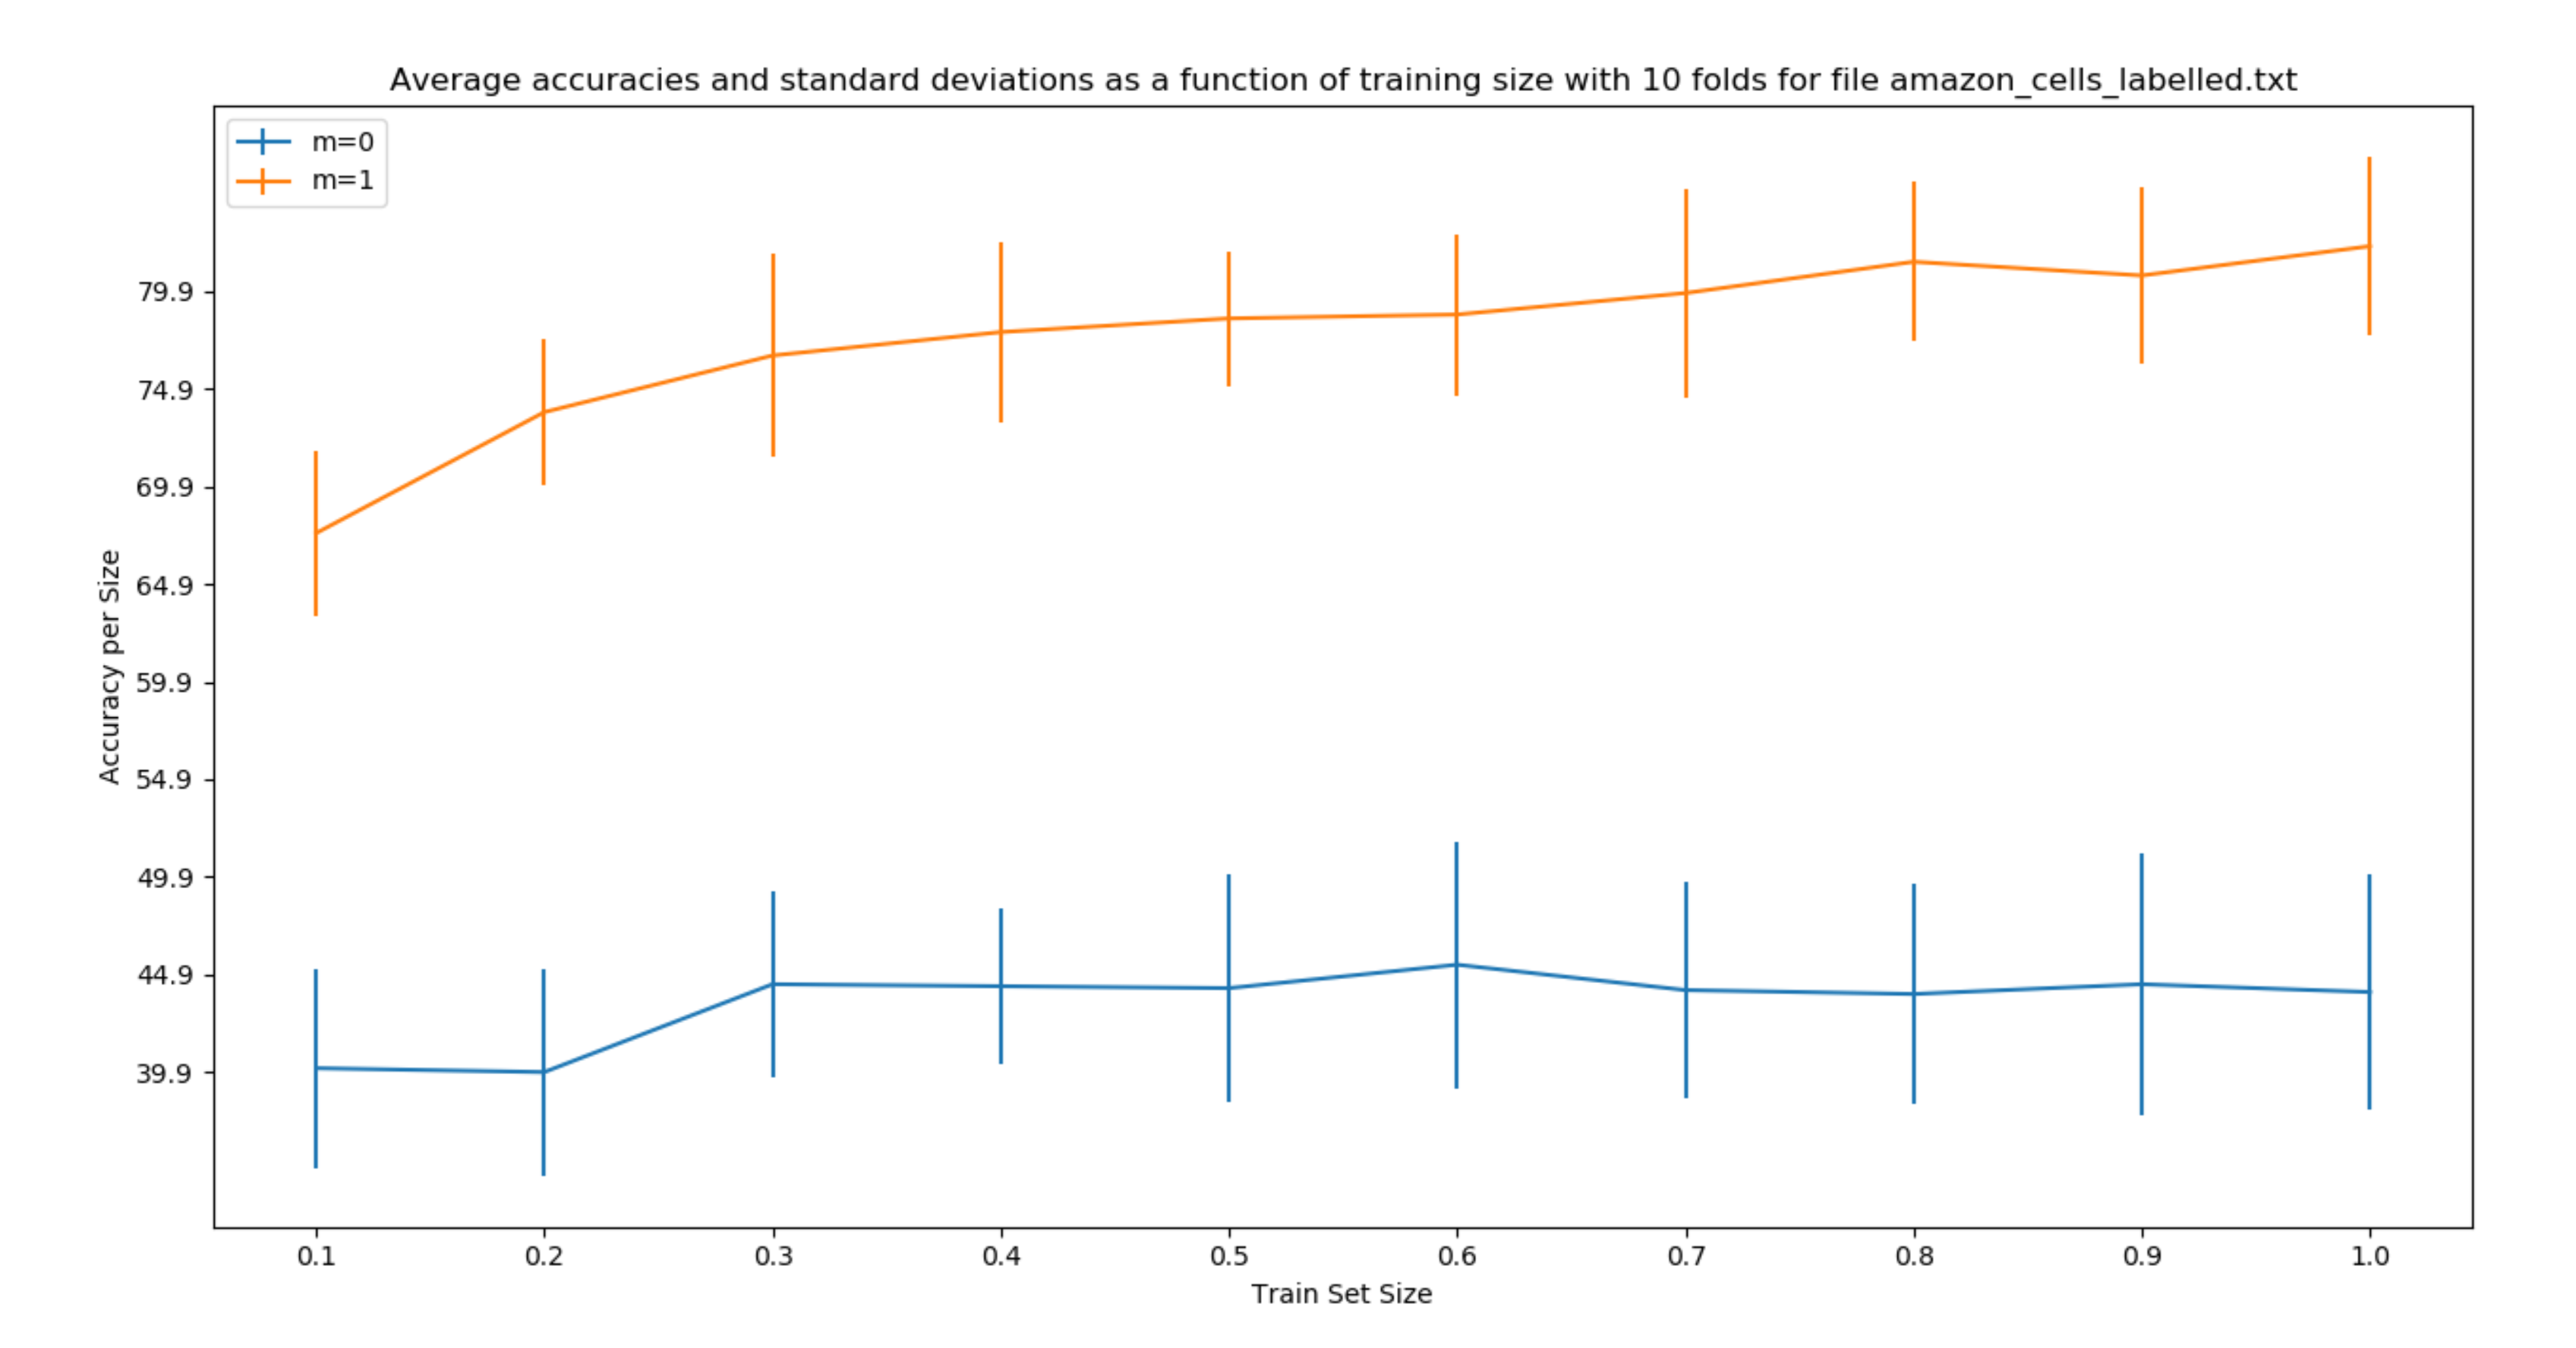 Average accuracies and standard deviations as a function of training size with 10 folds for file amazon_cells_labelled.txt
m=0
m=1
79.9
74.9
69.9
64.9
59.9
54.9
49.9
44.9
39.9
Accuracy per Size
0.1 0.2 0.3 0.4 0.5 0.6 0.7 0.8 0.9 1.0
Train Set Size